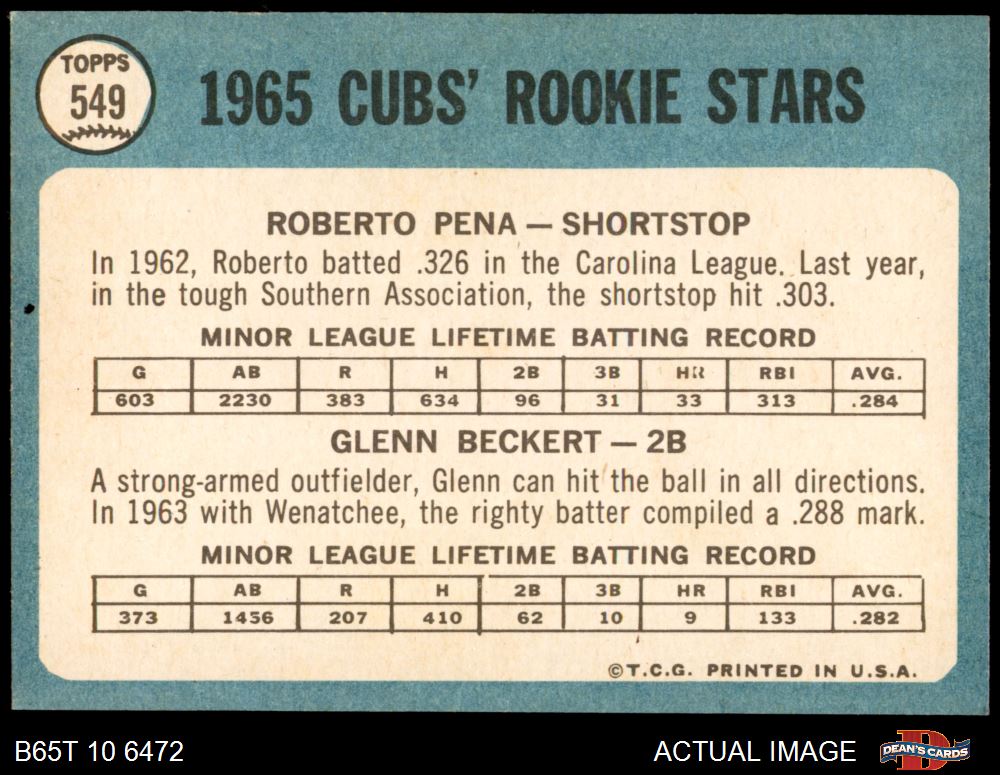 TOPPS
549
1965 CUBS' ROOKIE STARS
ROBERTO PENA — SHORTSTOP
In 1962, Roberto batted .326 in the Carolina League. Last year,
in the tough Southern Association, the shortstop hit .303.
MINOR LEAGUE LIFETIME BATTING RECORD
G AB R H 2B 3B HR RBI AVG.
603 2230 383 634 96 31 33 313 .284
GLENN BECKERT — 2B
A strong-armed outfielder, Glenn can hit the ball in all directions.
In 1963 with Wenatchee, the righty batter compiled a .288 mark.
MINOR LEAGUE LIFETIME BATTING RECORD
G AB R H 2B 3B HR RBI AVG.
373 1456 207 410 62 10 9 133 .282
©T.C.G. PRINTED IN U.S.A.
B65T 10 6472
ACTUAL IMAGE
D
DEAN'S CARDS